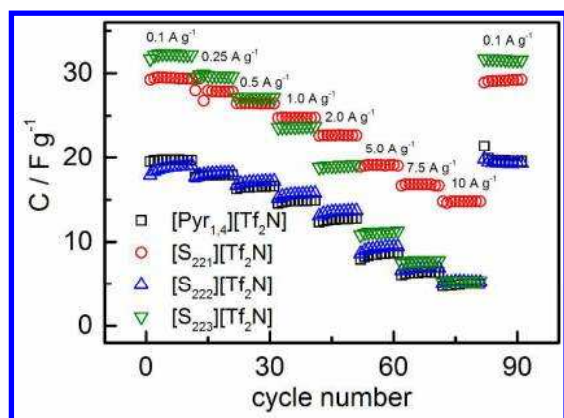 0.1 A g⁻¹
0.1 A g⁻¹
0.25 A g⁻¹
0.5 A g⁻¹
1.0 A g⁻¹
2.0 A g⁻¹
5.0 A g⁻¹
7.5 A g⁻¹
10 A g⁻¹
30
20
10
0
C / F g⁻¹
[Pyr₁,₄][Tf₂N]
[S₂₂₁][Tf₂N]
[S₂₂₂][Tf₂N]
[S₂₂₃][Tf₂N]
0 30 60 90
cycle number